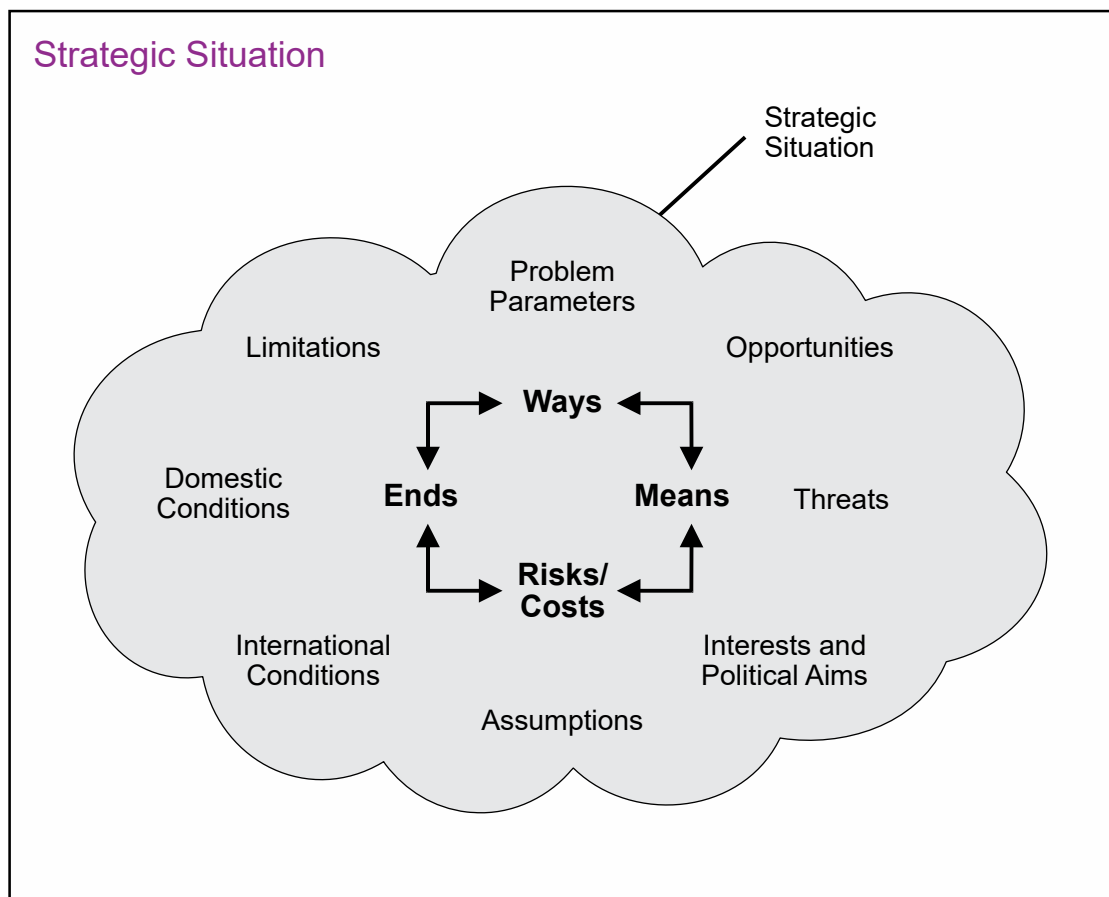 Strategic Situation
Strategic
Situation
Problem
Parameters
Limitations
Opportunities
Ways
Domestic
Conditions
Ends
Means
Threats
Risks/
Costs
International
Conditions
Interests and
Political Aims
Assumptions